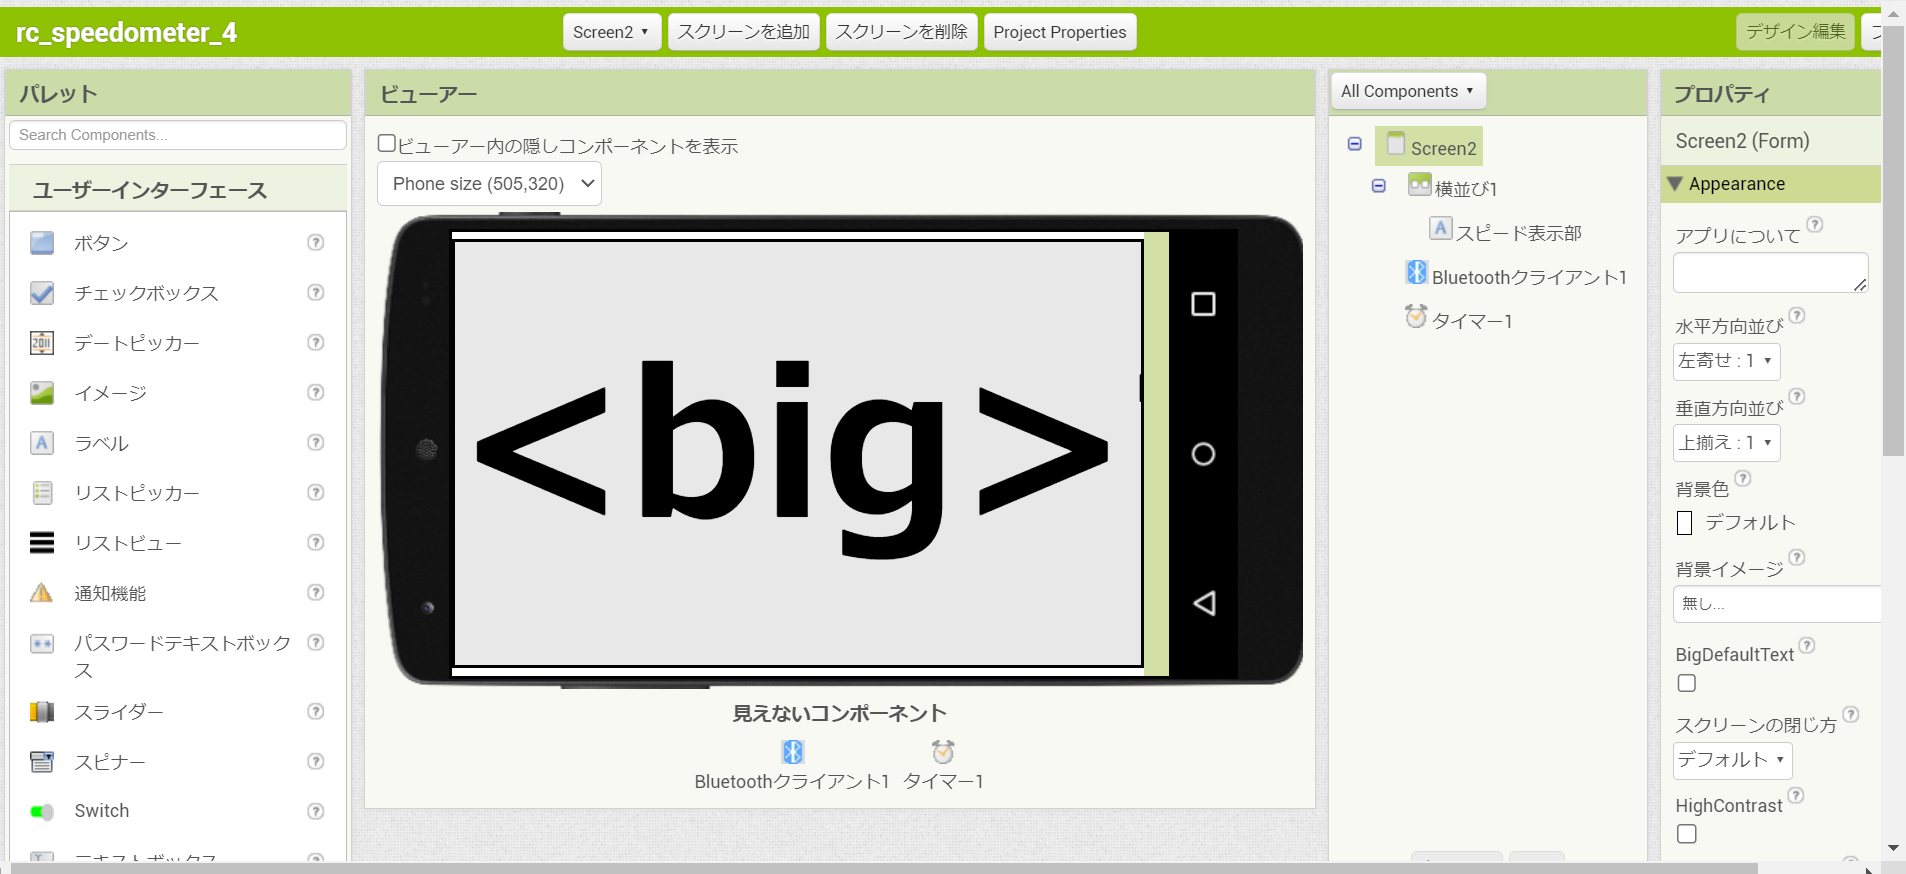 rc_speedometer_4
Screen2
スクリーンを追加
スクリーンを削除
Project Properties
デザイン編集
パレット
Search Components...
ユーザーインターフェース
ボタン
チェックボックス
デートピッカー
イメージ
ラベル
リストピッカー
リストビュー
通知機能
パスワードテキストボック
ス
スライダー
スピナー
Switch
ビューアー
ビューアー内の隠しコンポーネントを表示
Phone size (505,320)
<big>
見えないコンポーネント
Bluetoothクライアント1
タイマー1
All Components
Screen2
横並び1
スピード表示部
Bluetoothクライアント1
タイマー1
プロパティ
Screen2 (Form)
Appearance
アプリについて
水平方向並び
左寄せ : 1
垂直方向並び
上揃え : 1
背景色
デフォルト
背景イメージ
無し...
BigDefaultText
スクリーンの閉じ方
デフォルト
HighContrast